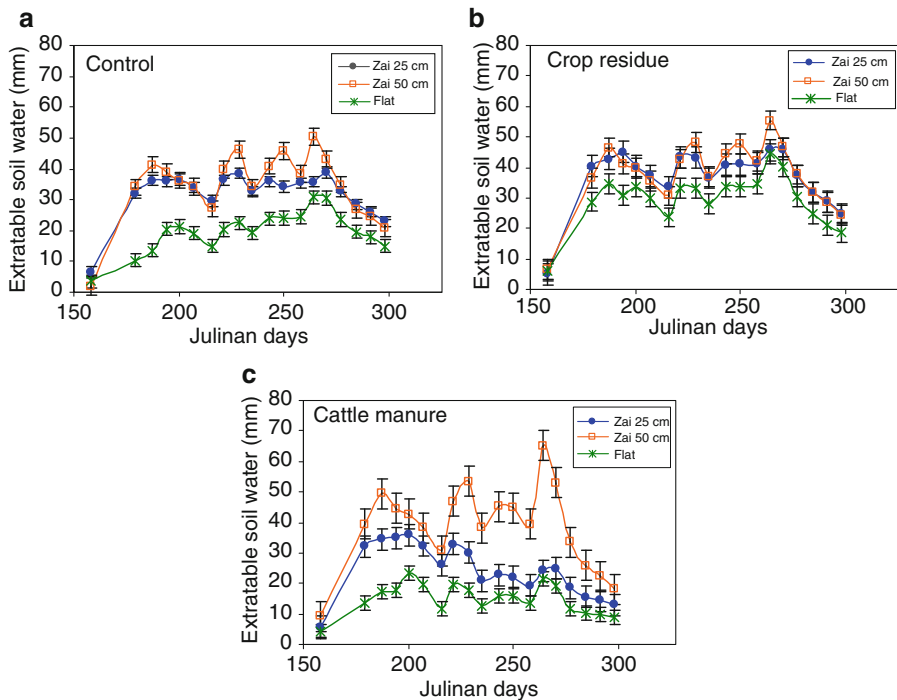 a
Control
Extratable soil water (mm)
80
70
60
50
40
30
20
10
0
150 200 250 300
Julinan days
Zai 25 cm
Zai 50 cm
Flat
b
Crop residue
Extratable soil water (mm)
80
70
60
50
40
30
20
10
0
150 200 250 300
Julinan days
Zai 25 cm
Zai 50 cm
Flat
c
Cattle manure
Extratable soil water (mm)
80
70
60
50
40
30
20
10
0
150 200 250 300
Julinan days
Zai 25 cm
Zai 50 cm
Flat